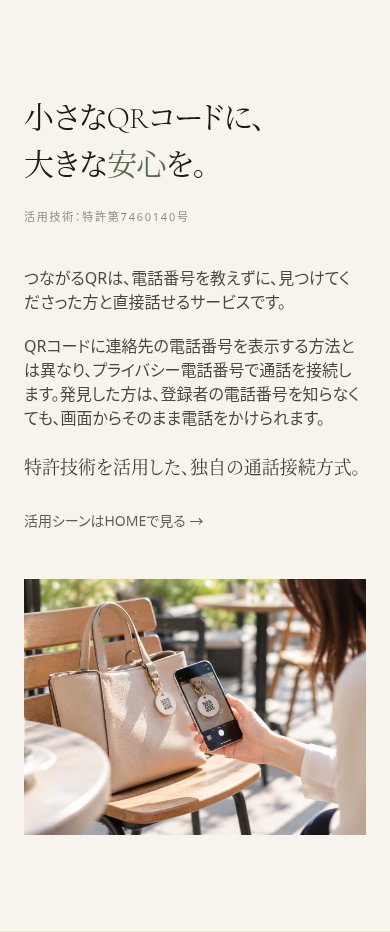 小さなQRコードに、
大きな安心を。
活用技術：特許第7460140号
つながるQRは、電話番号を教えずに、見つけてく
ださった方と直接話せるサービスです。
QRコードに連絡先の電話番号を表示する方法と
は異なり、プライバシー電話番号で通話を接続し
ます。発見した方は、登録者の電話番号を知らなく
ても、画面からそのまま電話をかけられます。
特許技術を活用した、独自の通話接続方式。
活用シーンはHOMEで見る →